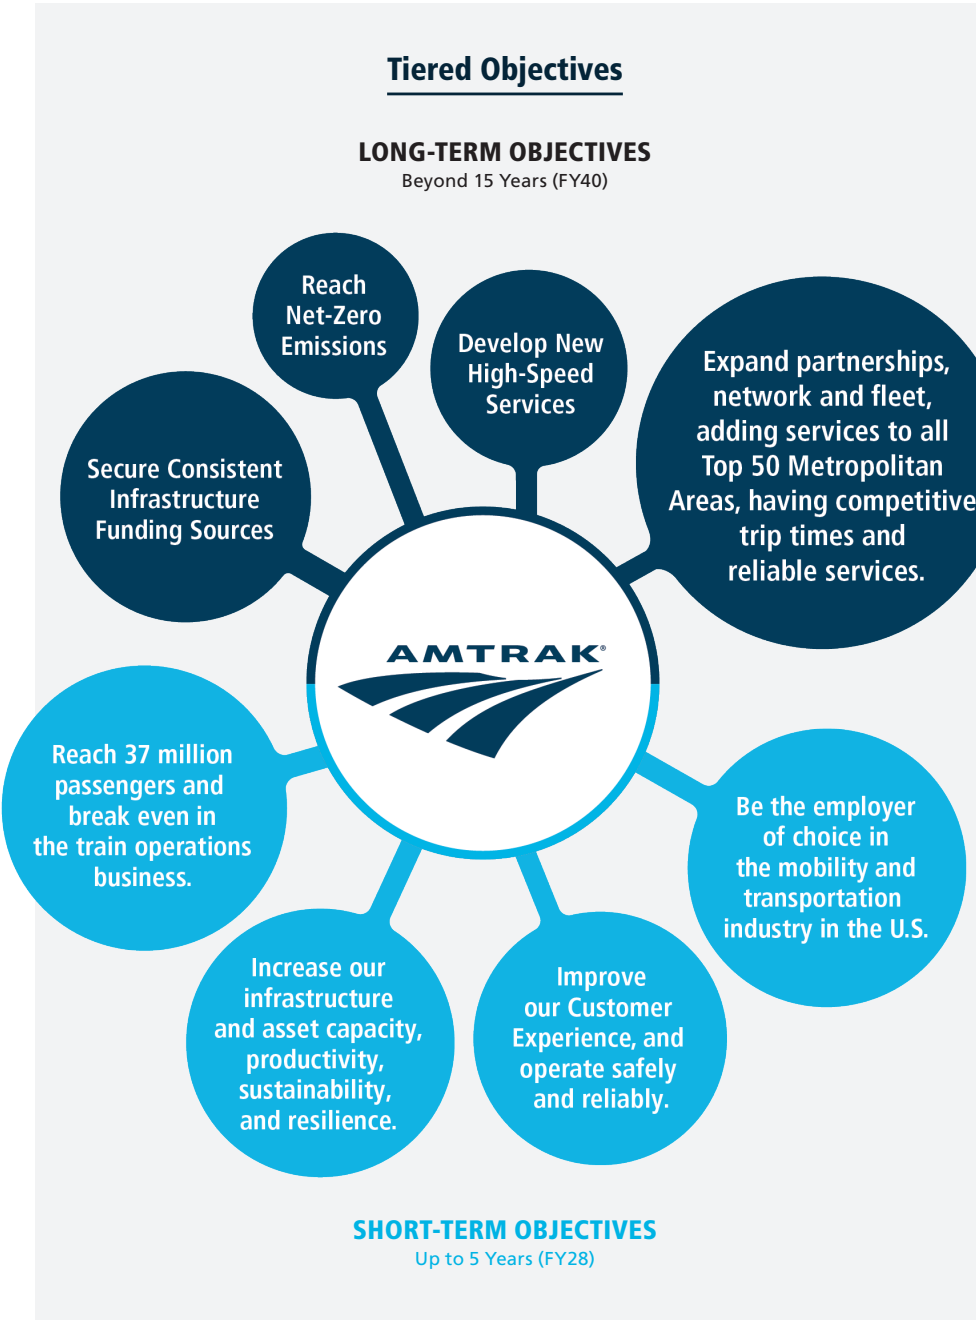 Tiered Objectives
LONG-TERM OBJECTIVES
Beyond 15 Years (FY40)
Reach
Net-Zero
Emissions
Develop New
High-Speed
Services
Expand partnerships,
network and fleet,
adding services to all
Top 50 Metropolitan
Areas, having competitive
trip times and
reliable services.
Secure Consistent
Infrastructure
Funding Sources
AMTRAK®
Reach 37 million
passengers and
break even in
the train operations
business.
Be the employer
of choice in
the mobility and
transportation
industry in the U.S.
Increase our
infrastructure
and asset capacity,
productivity,
sustainability,
and resilience.
Improve
our Customer
Experience, and
operate safely
and reliably.
SHORT-TERM OBJECTIVES
Up to 5 Years (FY28)